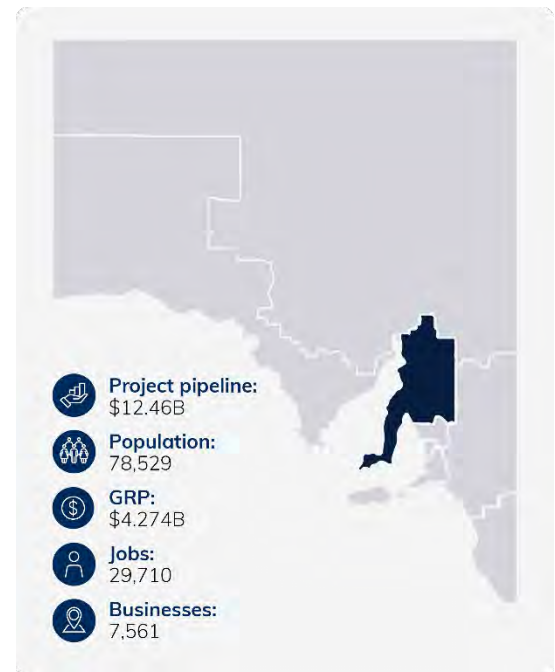 Project pipeline:
$12.46B
Population:
78,529
GRP:
$4.274B
Jobs:
29,710
Businesses:
7,561